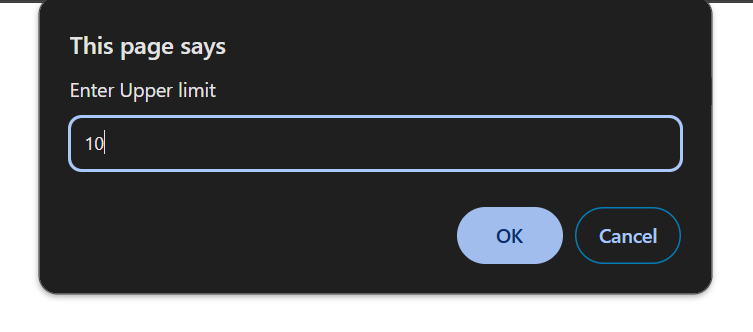 This page says
Enter Upper limit
10
OK Cancel